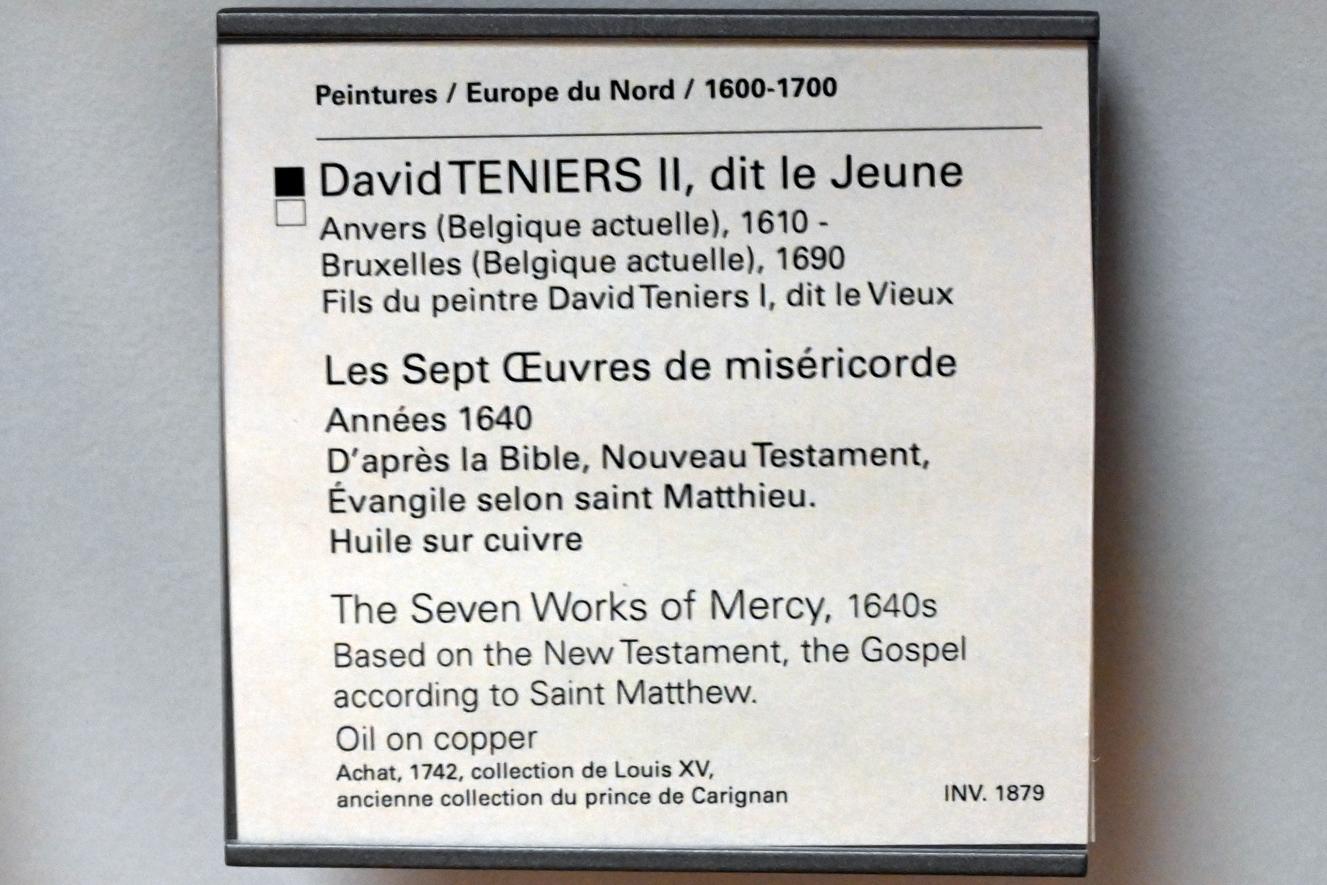 Peintures / Europe du Nord / 1600-1700
David TENIERS II, dit le Jeune
Anvers (Belgique actuelle), 1610 -
Bruxelles (Belgique actuelle), 1690
Fils du peintre David Teniers I, dit le Vieux
Les Sept Œuvres de miséricorde
Années 1640
D'après la Bible, Nouveau Testament,
Évangile selon saint Matthieu.
Huile sur cuivre
The Seven Works of Mercy, 1640s
Based on the New Testament, the Gospel
according to Saint Matthew.
Oil on copper
Achat, 1742, collection de Louis XV,
ancienne collection du prince de Carignan INV. 1879